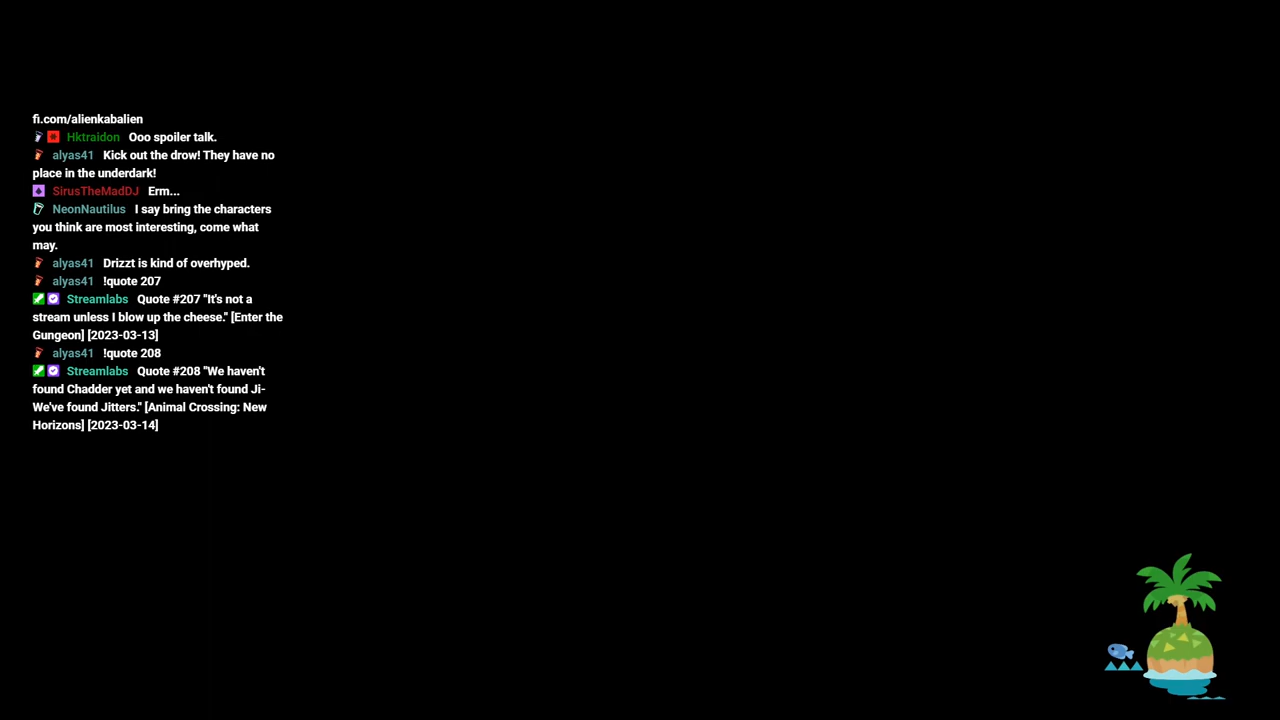 fi.com/alienkabalien
Hktraidon Ooo spoiler talk.
alyas41 Kick out the drow! They have no
place in the underdark!
SirusTheMadDJ Erm...
NeonNautilus I say bring the characters
you think are most interesting, come what
may.
alyas41 Drizzt is kind of overhyped.
alyas41 !quote 207
Streamlabs Quote #207 "It's not a
stream unless I blow up the cheese." [Enter the
Gungeon] [2023-03-13]
alyas41 !quote 208
Streamlabs Quote #208 "We haven't
found Chadder yet and we haven't found Ji-
We've found Jitters." [Animal Crossing: New
Horizons] [2023-03-14]